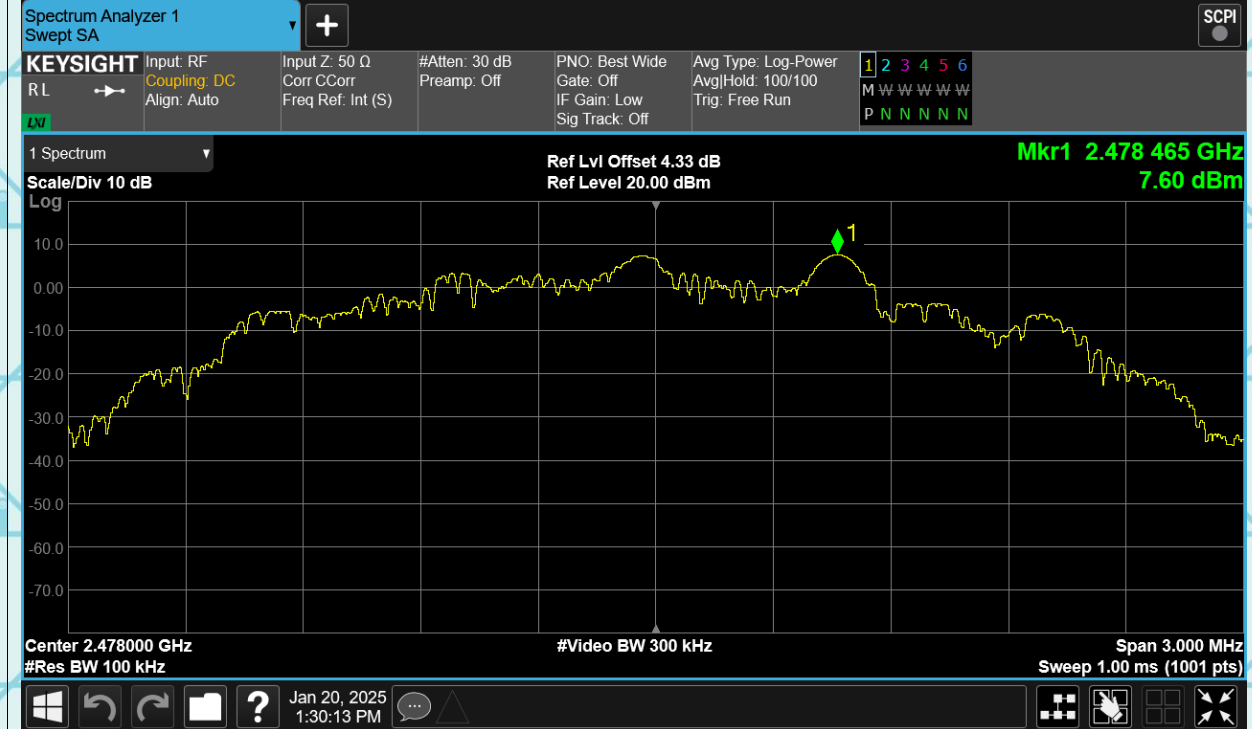 Spectrum Analyzer 1
Swept SA
SCPI
KEYSIGHT
RL
LXI
Input: RF
Coupling: DC
Align: Auto
Input Z: 50 Ω
Corr CCorr
Freq Ref: Int (S)
#Atten: 30 dB
Preamp: Off
PNO: Best Wide
Gate: Off
IF Gain: Low
Sig Track: Off
Avg Type: Log-Power
Avg|Hold: 100/100
Trig: Free Run
1 2 3 4 5 6
M W W W W W
P N N N N N
1 Spectrum
Scale/Div 10 dB
Log
Ref Lvl Offset 4.33 dB
Ref Level 20.00 dBm
Mkr1 2.478 465 GHz
7.60 dBm
1
10.0
0.00
-10.0
-20.0
-30.0
-40.0
-50.0
-60.0
-70.0
Center 2.478000 GHz
#Res BW 100 kHz
#Video BW 300 kHz
Span 3.000 MHz
Sweep 1.00 ms (1001 pts)
?
Jan 20, 2025
1:30:13 PM